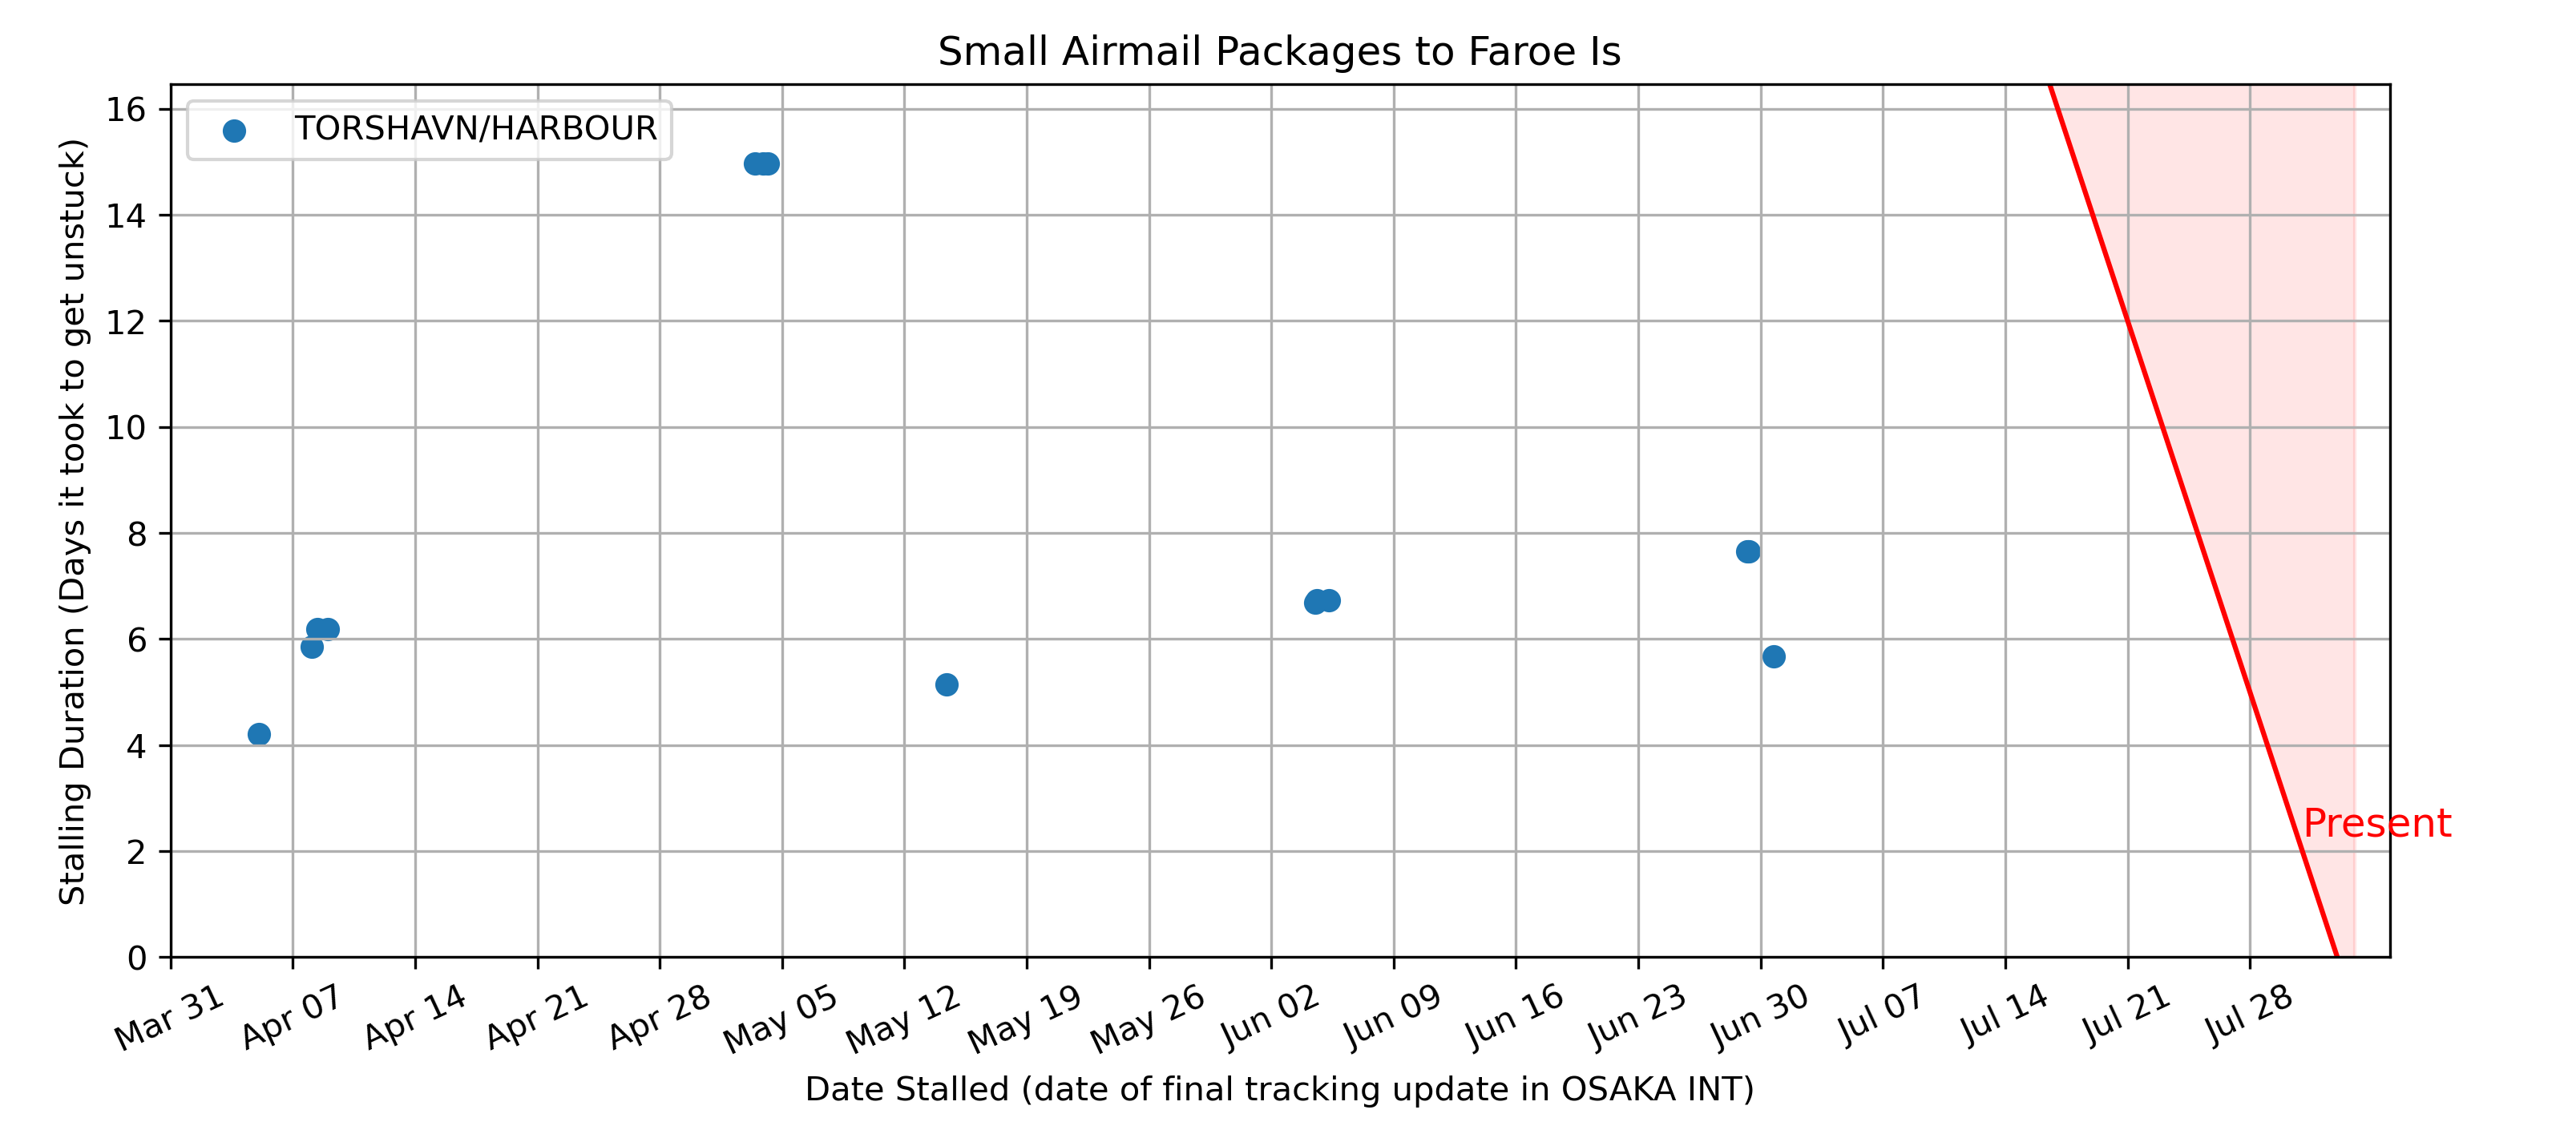 Small Airmail Packages to Faroe Is
TORSHAVN/HARBOUR
Stalling Duration (Days it took to get unstuck)
16
14
12
10
8
6
4
2
0
Present
Mar 31
Apr 07
Apr 14
Apr 21
Apr 28
May 05
May 12
May 19
May 26
Jun 02
Jun 09
Jun 16
Jun 23
Jun 30
Jul 07
Jul 14
Jul 21
Jul 28
Date Stalled (date of final tracking update in OSAKA INT)